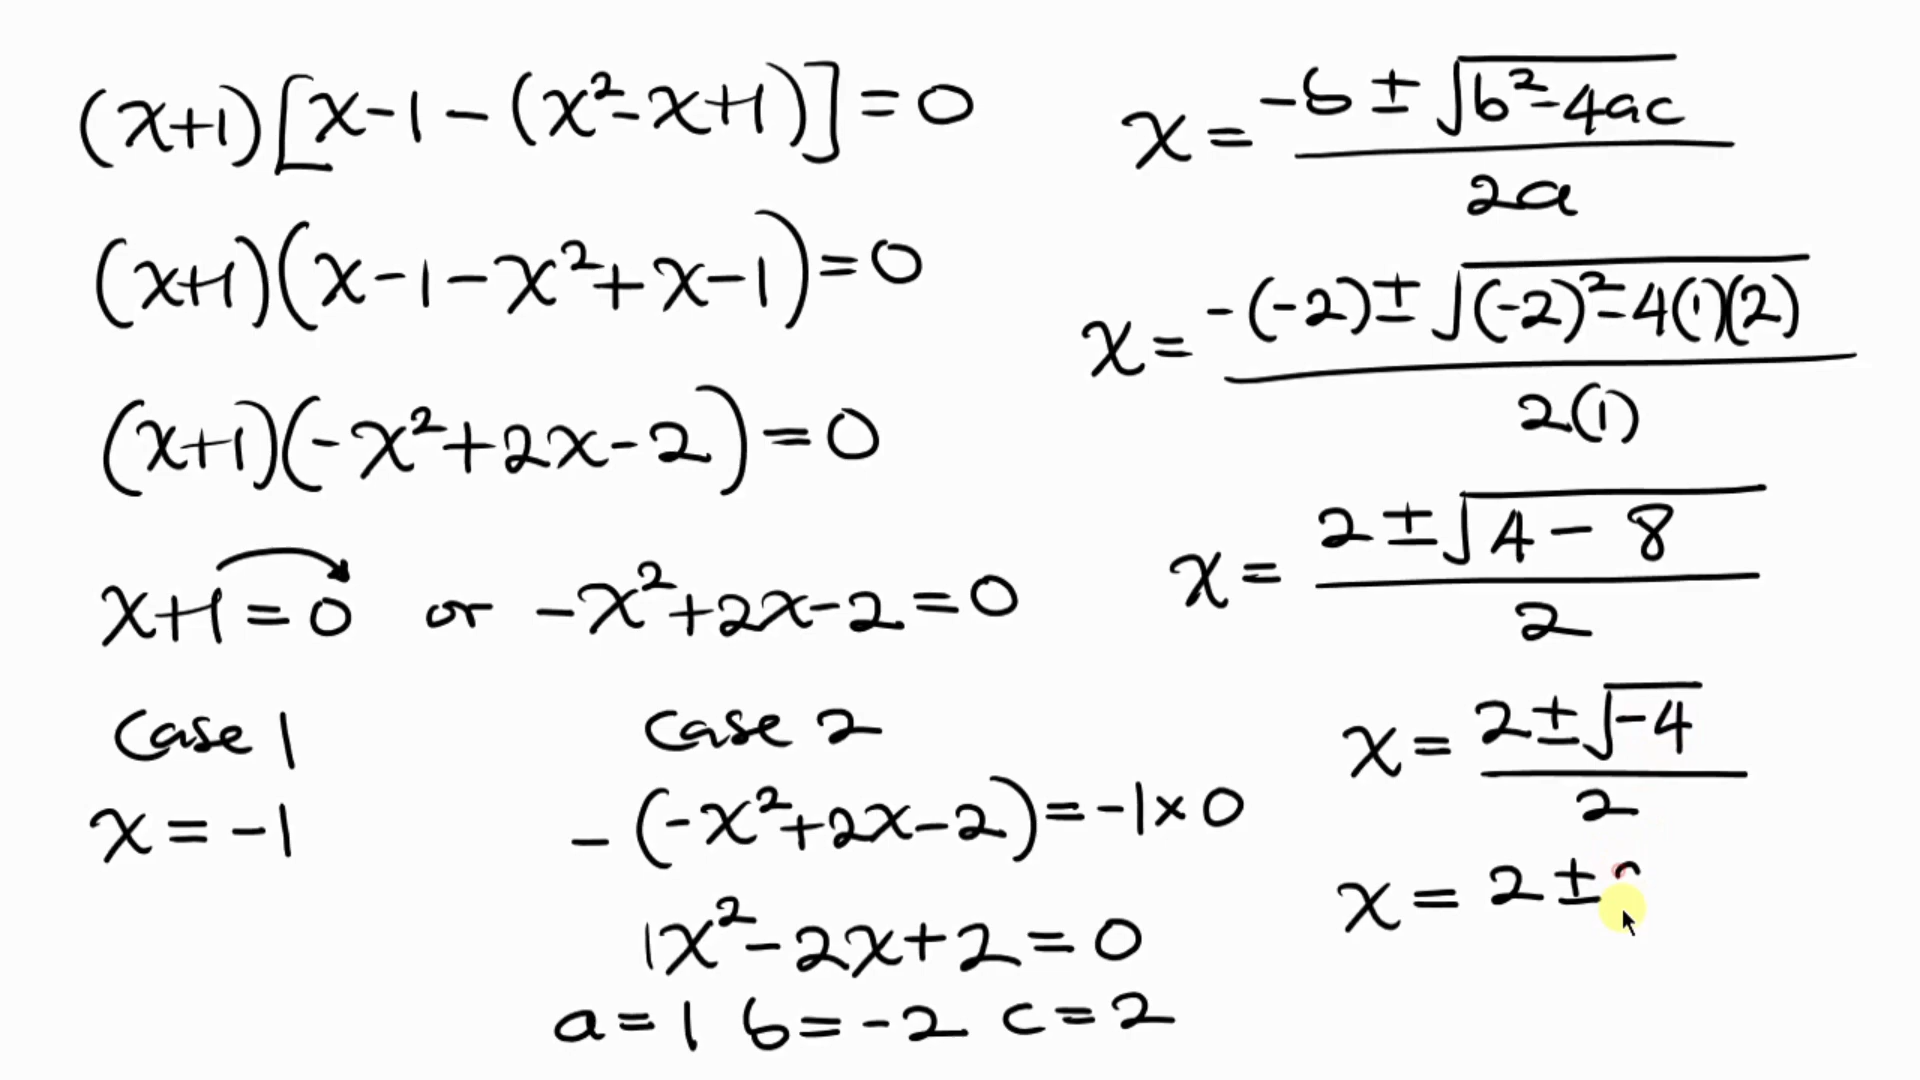 (x+1)[x-1-(x²-x+1)]=0
(x+1)(x-1-x²+x-1)=0
(x+1)(-x²+2x-2)=0
x+1=0 or -x²+2x-2=0
Case 1
x=-1
Case 2
-(-x²+2x-2)=-1×0
1x²-2x+2=0
a=1 b=-2 c=2
x=(-b±√(b²-4ac))/2a
x=(-(-2)±√((-2)²-4(1)(2)))/2(1)
x=(2±√(4-8))/2
x=(2±√(-4))/2
x=2±